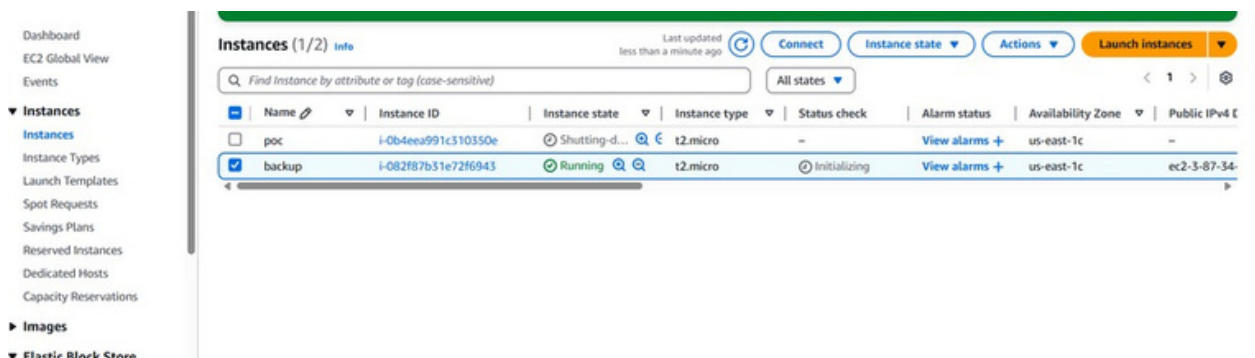 Dashboard
EC2 Global View
Events
Instances
Instances
Instance Types
Launch Templates
Spot Requests
Savings Plans
Reserved Instances
Dedicated Hosts
Capacity Reservations
Images
Elastic Block Store
Instances (1/2) Info
Last updated
less than a minute ago
Connect Instance state Actions Launch instances
Find Instance by attribute or tag (case-sensitive) All states 1
Name Instance ID Instance state Instance type Status check Alarm status Availability Zone Public IPv4 D
poc i-0b4eea991c310350e Shutting-d... t2.micro – View alarms + us-east-1c –
backup i-082f87b31e72f6943 Running t2.micro Initializing View alarms + us-east-1c ec2-3-87-34-